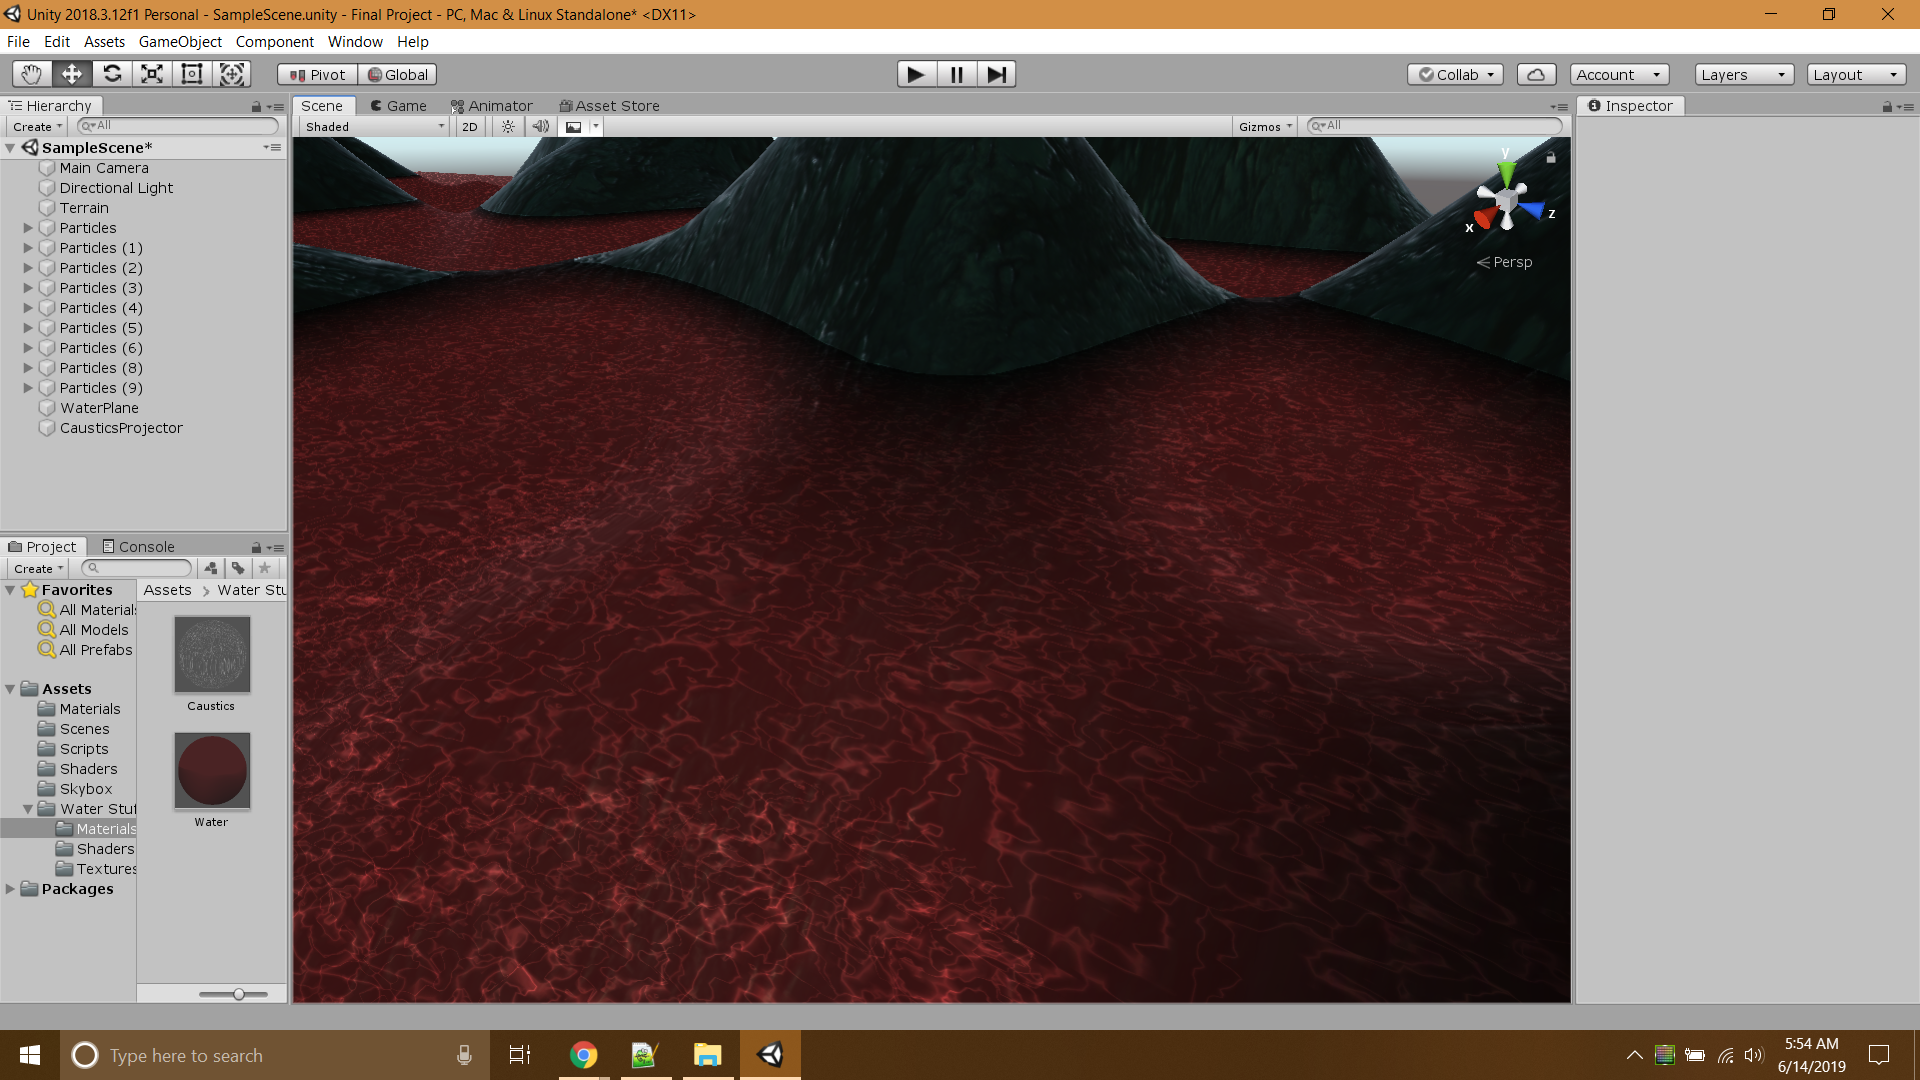 Unity 2018.3.12f1 Personal - SampleScene.unity - Final Project - PC, Mac & Linux Standalone* <DX11>
File Edit Assets GameObject Component Window Help
Pivot Global Collab Account Layers Layout
Hierarchy
Create All
SampleScene*
Main Camera
Directional Light
Terrain
Particles
Particles (1)
Particles (2)
Particles (3)
Particles (4)
Particles (5)
Particles (6)
Particles (8)
Particles (9)
WaterPlane
CausticsProjector
Scene Game Animator Asset Store
Shaded 2D Gizmos All
y
z
x
Persp
Inspector
Project Console
Create
Favorites
All Materials
All Models
All Prefabs
Assets
Materials
Scenes
Scripts
Shaders
Skybox
Water Stuf
Materials
Shaders
Textures
Packages
Assets > Water Stu
Caustics
Water
Type here to search
5:54 AM
6/14/2019